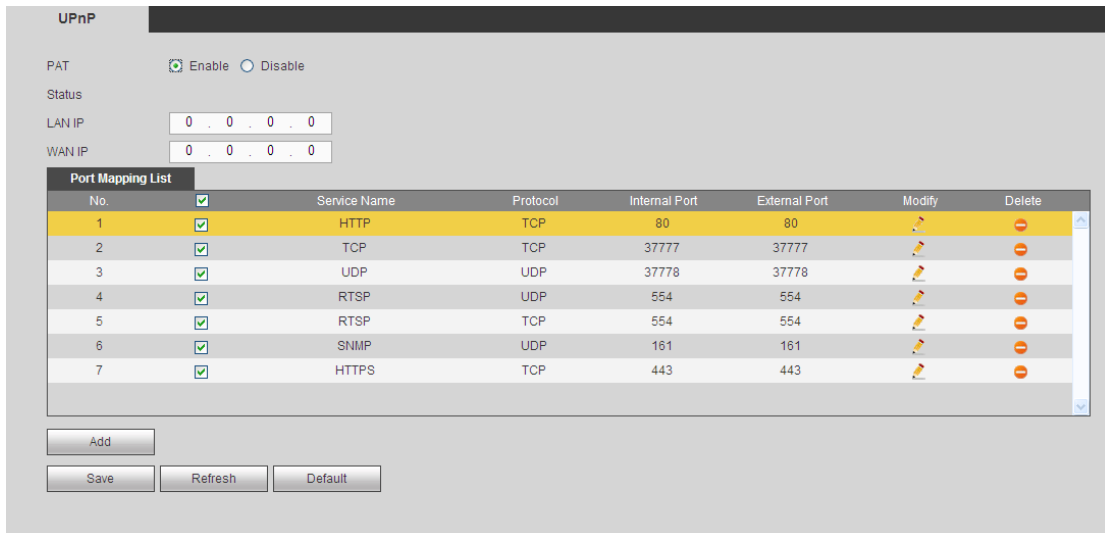 UPnP
PAT Enable Disable
Status
LAN IP 0 . 0 . 0 . 0
WAN IP 0 . 0 . 0 . 0
Port Mapping List
No. Service Name Protocol Internal Port External Port Modify Delete
1 HTTP TCP 80 80
2 TCP TCP 37777 37777
3 UDP UDP 37778 37778
4 RTSP UDP 554 554
5 RTSP TCP 554 554
6 SNMP UDP 161 161
7 HTTPS TCP 443 443
Add
Save Refresh Default